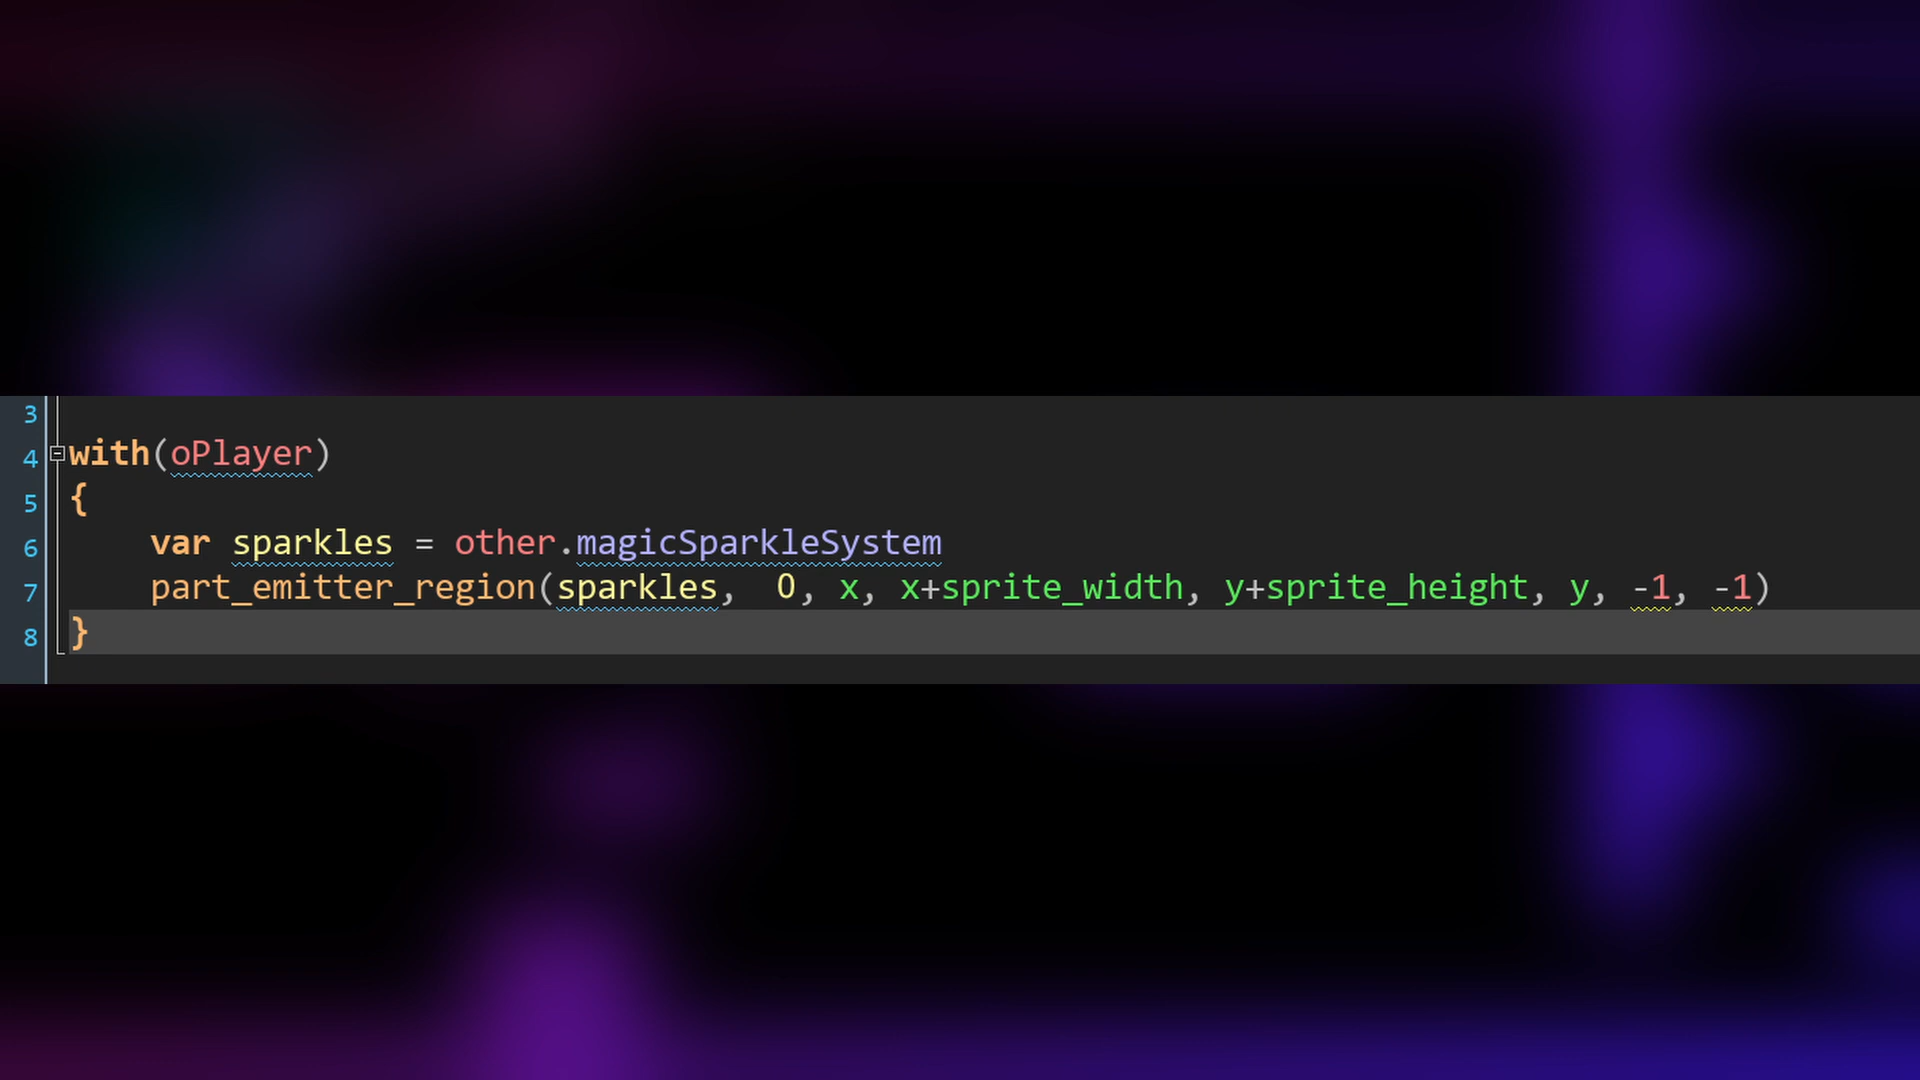 3
4 with(oPlayer)
5 {
6 var sparkles = other.magicSparkleSystem
7 part_emitter_region(sparkles,  0, x, x+sprite_width, y+sprite_height, y, -1, -1)
8 }